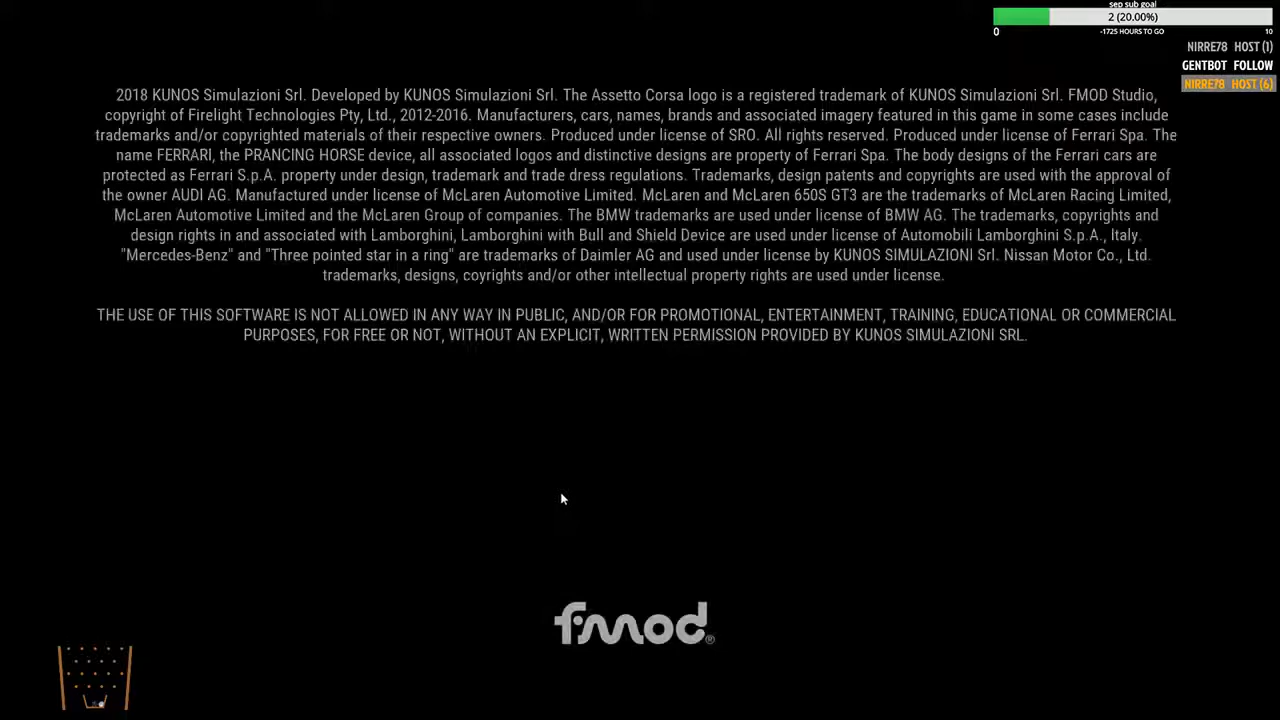 sep sub goal
2 (20.00%)
0
-1725 HOURS TO GO
10
NIRRE78 HOST (1)
GENTBOT FOLLOW
NIRRE78 HOST (6)
2018 KUNOS Simulazioni Srl. Developed by KUNOS Simulazioni Srl. The Assetto Corsa logo is a registered trademark of KUNOS Simulazioni Srl. FMOD Studio,
copyright of Firelight Technologies Pty, Ltd., 2012-2016. Manufacturers, cars, names, brands and associated imagery featured in this game in some cases include
trademarks and/or copyrighted materials of their respective owners. Produced under license of SRO. All rights reserved. Produced under license of Ferrari Spa. The
name FERRARI, the PRANCING HORSE device, all associated logos and distinctive designs are property of Ferrari Spa. The body designs of the Ferrari cars are
protected as Ferrari S.p.A. property under design, trademark and trade dress regulations. Trademarks, design patents and copyrights are used with the approval of
the owner AUDI AG. Manufactured under license of McLaren Automotive Limited. McLaren and McLaren 650S GT3 are the trademarks of McLaren Racing Limited,
McLaren Automotive Limited and the McLaren Group of companies. The BMW trademarks are used under license of BMW AG. The trademarks, copyrights and
design rights in and associated with Lamborghini, Lamborghini with Bull and Shield Device are used under license of Automobili Lamborghini S.p.A., Italy.
"Mercedes-Benz" and "Three pointed star in a ring" are trademarks of Daimler AG and used under license by KUNOS SIMULAZIONI Srl. Nissan Motor Co., Ltd.
trademarks, designs, coyrights and/or other intellectual property rights are used under license.
THE USE OF THIS SOFTWARE IS NOT ALLOWED IN ANY WAY IN PUBLIC, AND/OR FOR PROMOTIONAL, ENTERTAINMENT, TRAINING, EDUCATIONAL OR COMMERCIAL
PURPOSES, FOR FREE OR NOT, WITHOUT AN EXPLICIT, WRITTEN PERMISSION PROVIDED BY KUNOS SIMULAZIONI SRL.
fmod®